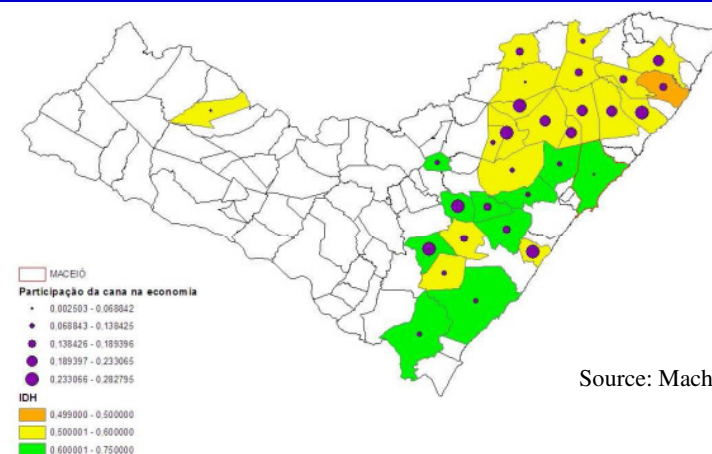 MACEIÓ
Participação da cana na economia
0.002503 - 0.068842
0.068843 - 0.138425
0.138426 - 0.189396
0.189397 - 0.233065
0.233066 - 0.282795
IDH
0.499000 - 0.500000
0.500001 - 0.600000
0.600001 - 0.750000
Source: Mach